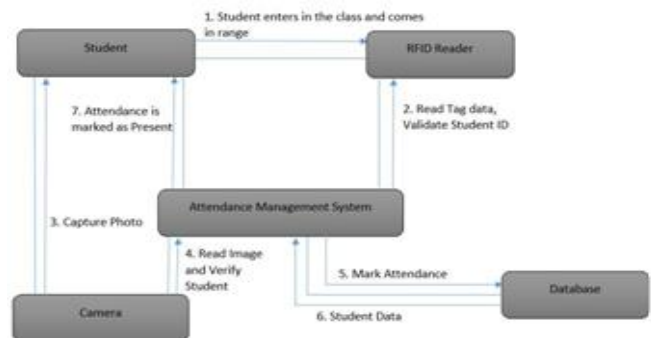 1. Student enters in the class and comes
in range
Student
RFID Reader
7. Attendance is
marked as Present
2. Read Tag data,
Validate Student ID
Attendance Management System
3. Capture Photo
4. Read Image
and Verify
Student
5. Mark Attendance
Database
Camera
6. Student Data